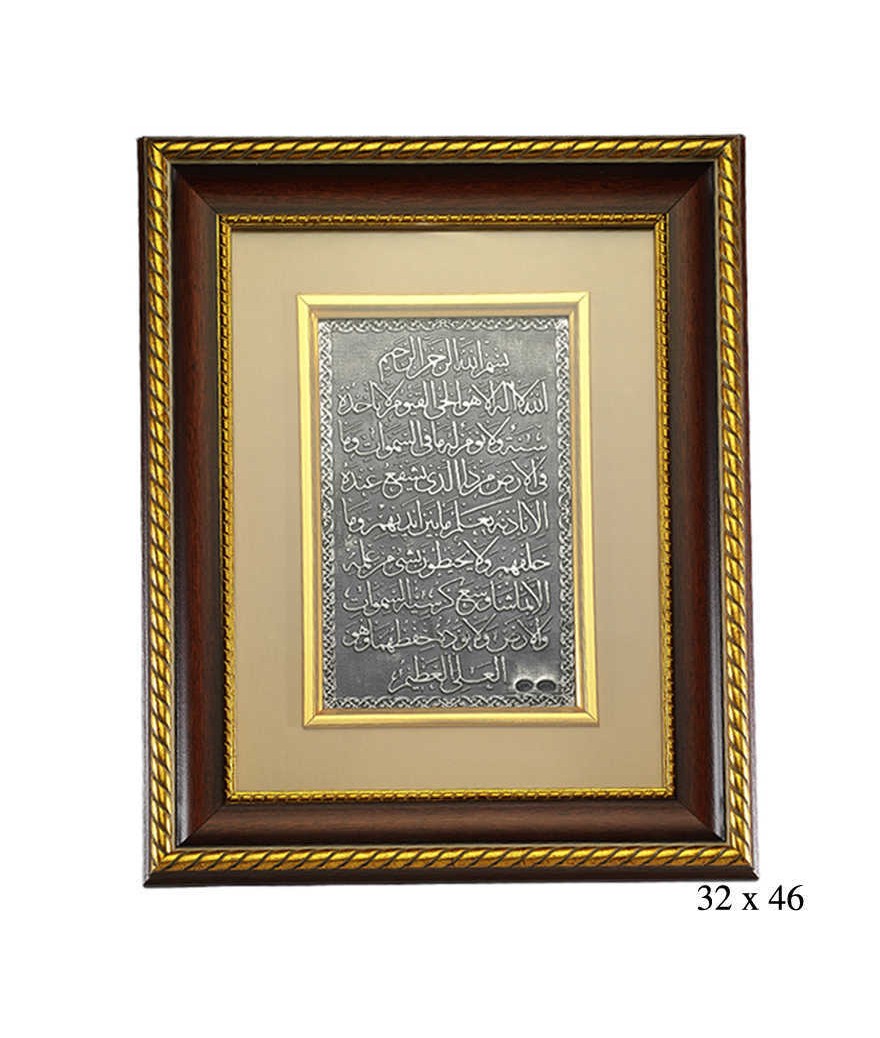 بسم الله الرحمن الرحيم
الله لا اله الا هو الحي القيوم لا تاخذه
سنة ولا نوم له ما في السموات وما
في الارض من ذا الذي يشفع عنده
الا باذنه يعلم ما بين ايديهم وما
خلفهم ولا يحيطون بشئ من علمه
الا بما شاء وسع كرسيه السموات
والارض ولا يؤده حفظهما وهو
العلي العظيم
32 x 46